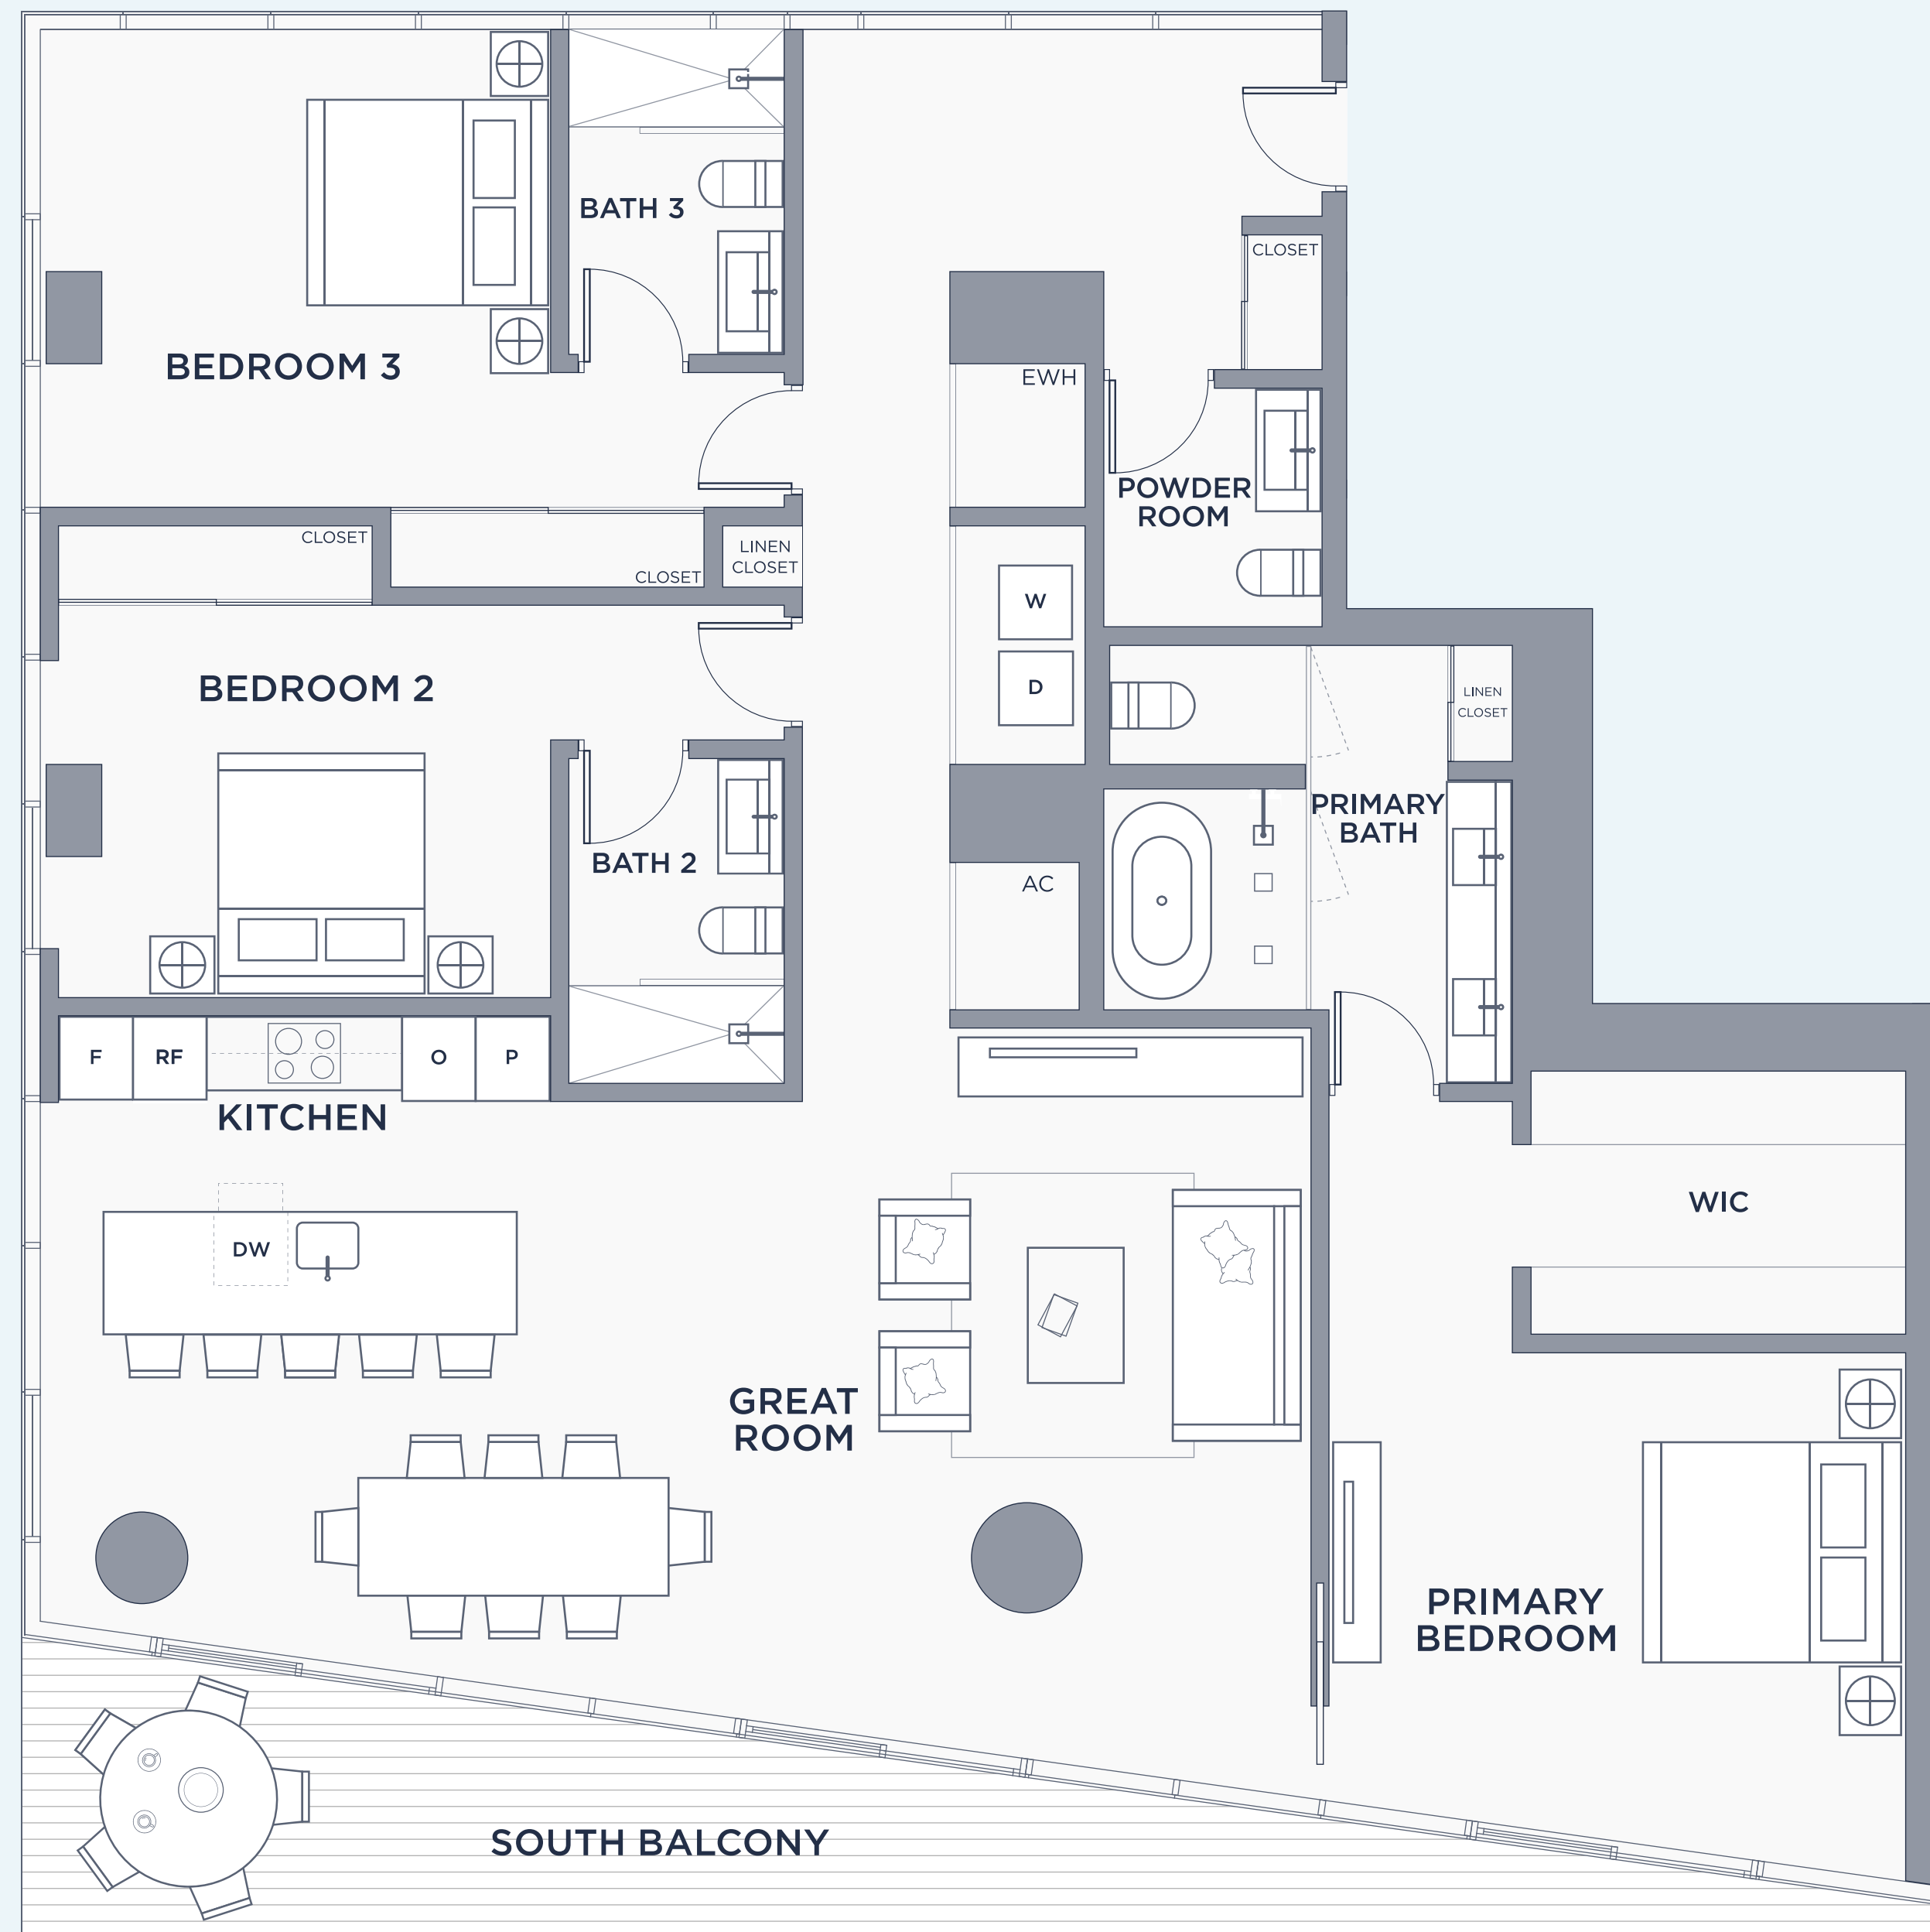 BATH 3
CLOSET
BEDROOM 3
EWH
POWDER
ROOM
CLOSET
LINEN
CLOSET
CLOSET
W
D
BEDROOM 2
LINEN
CLOSET
PRIMARY
BATH
BATH 2
AC
F
RF
O
P
KITCHEN
WIC
DW
GREAT
ROOM
PRIMARY
BEDROOM
SOUTH BALCONY